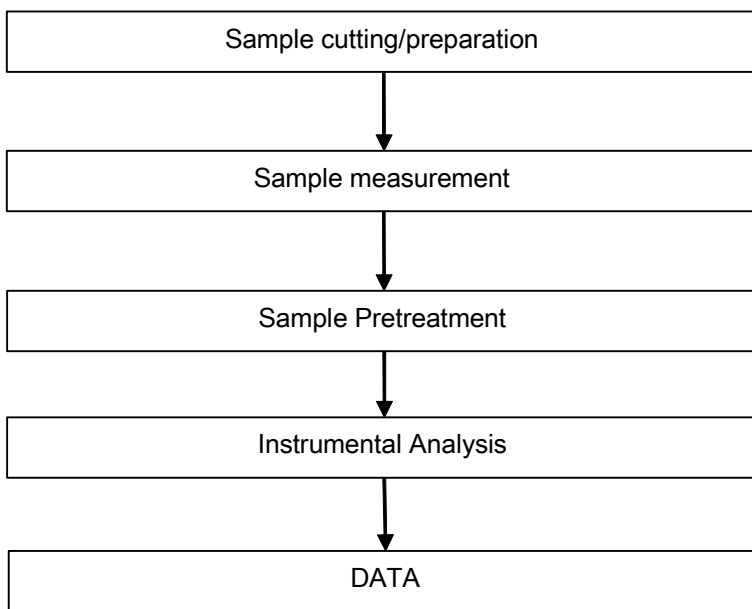 Sample cutting/preparation
Sample measurement
Sample Pretreatment
Instrumental Analysis
DATA